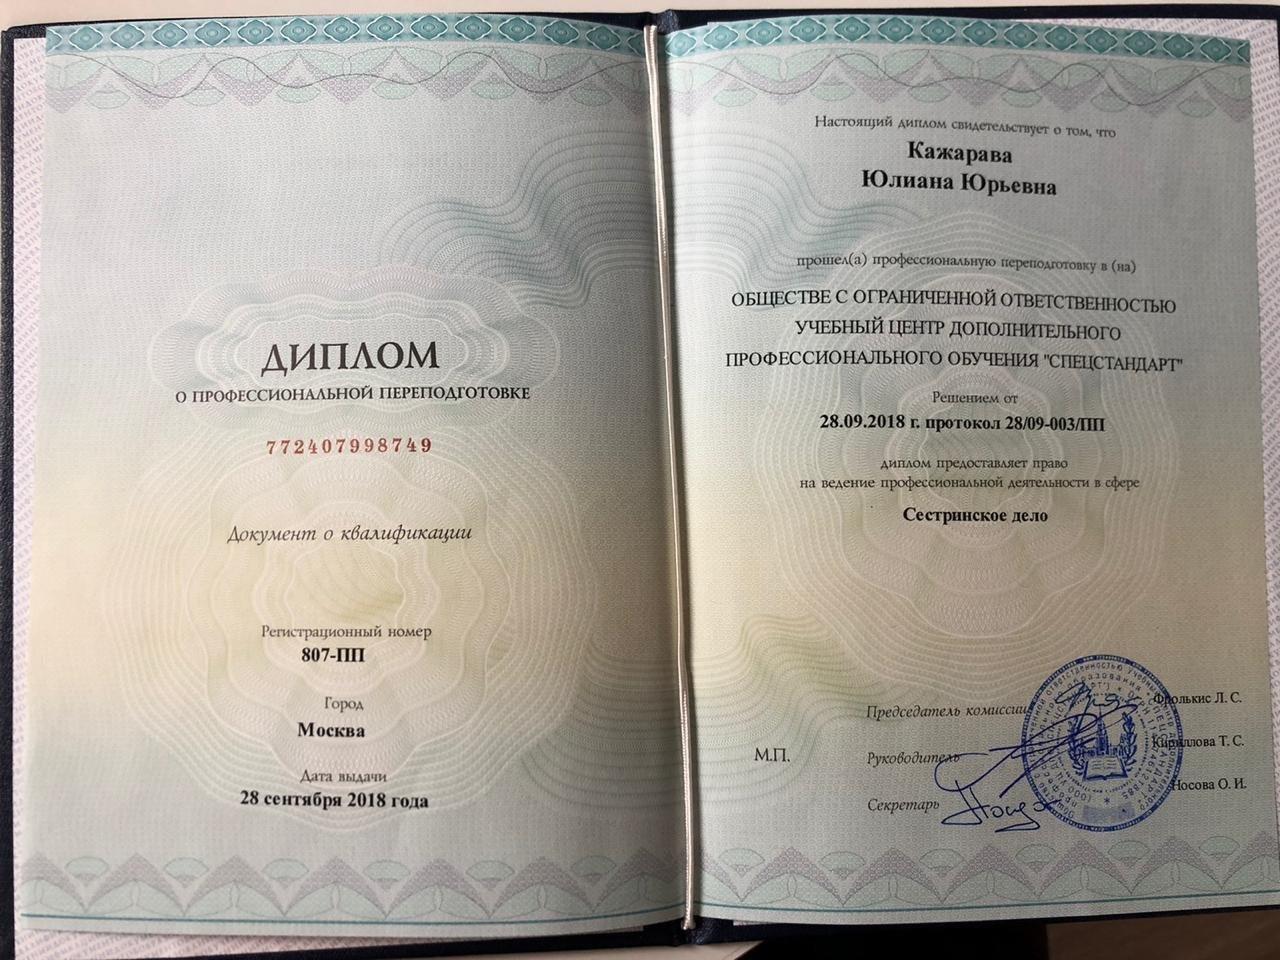 ДИПЛОМ
О ПРОФЕССИОНАЛЬНОЙ ПЕРЕПОДГОТОВКЕ
772407998749
Документ о квалификации
Регистрационный номер
807-ПП
Город
Москва
Дата выдачи
28 сентября 2018 года
Настоящий диплом свидетельствует о том, что
Кажарава
Юлиана Юрьевна
прошел(а) профессиональную переподготовку в (на)
ОБЩЕСТВЕ С ОГРАНИЧЕННОЙ ОТВЕТСТВЕННОСТЬЮ
УЧЕБНЫЙ ЦЕНТР ДОПОЛНИТЕЛЬНОГО
ПРОФЕССИОНАЛЬНОГО ОБУЧЕНИЯ "СПЕЦСТАНДАРТ"
Решением от
28.09.2018 г. протокол 28/09-003/ПП
диплом предоставляет право
на ведение профессиональной деятельности в сфере
Сестринское дело
Председатель комиссии Фролькис Л. С.
М.П.
Руководитель Кириллова Т. С.
Секретарь Носова О. И.